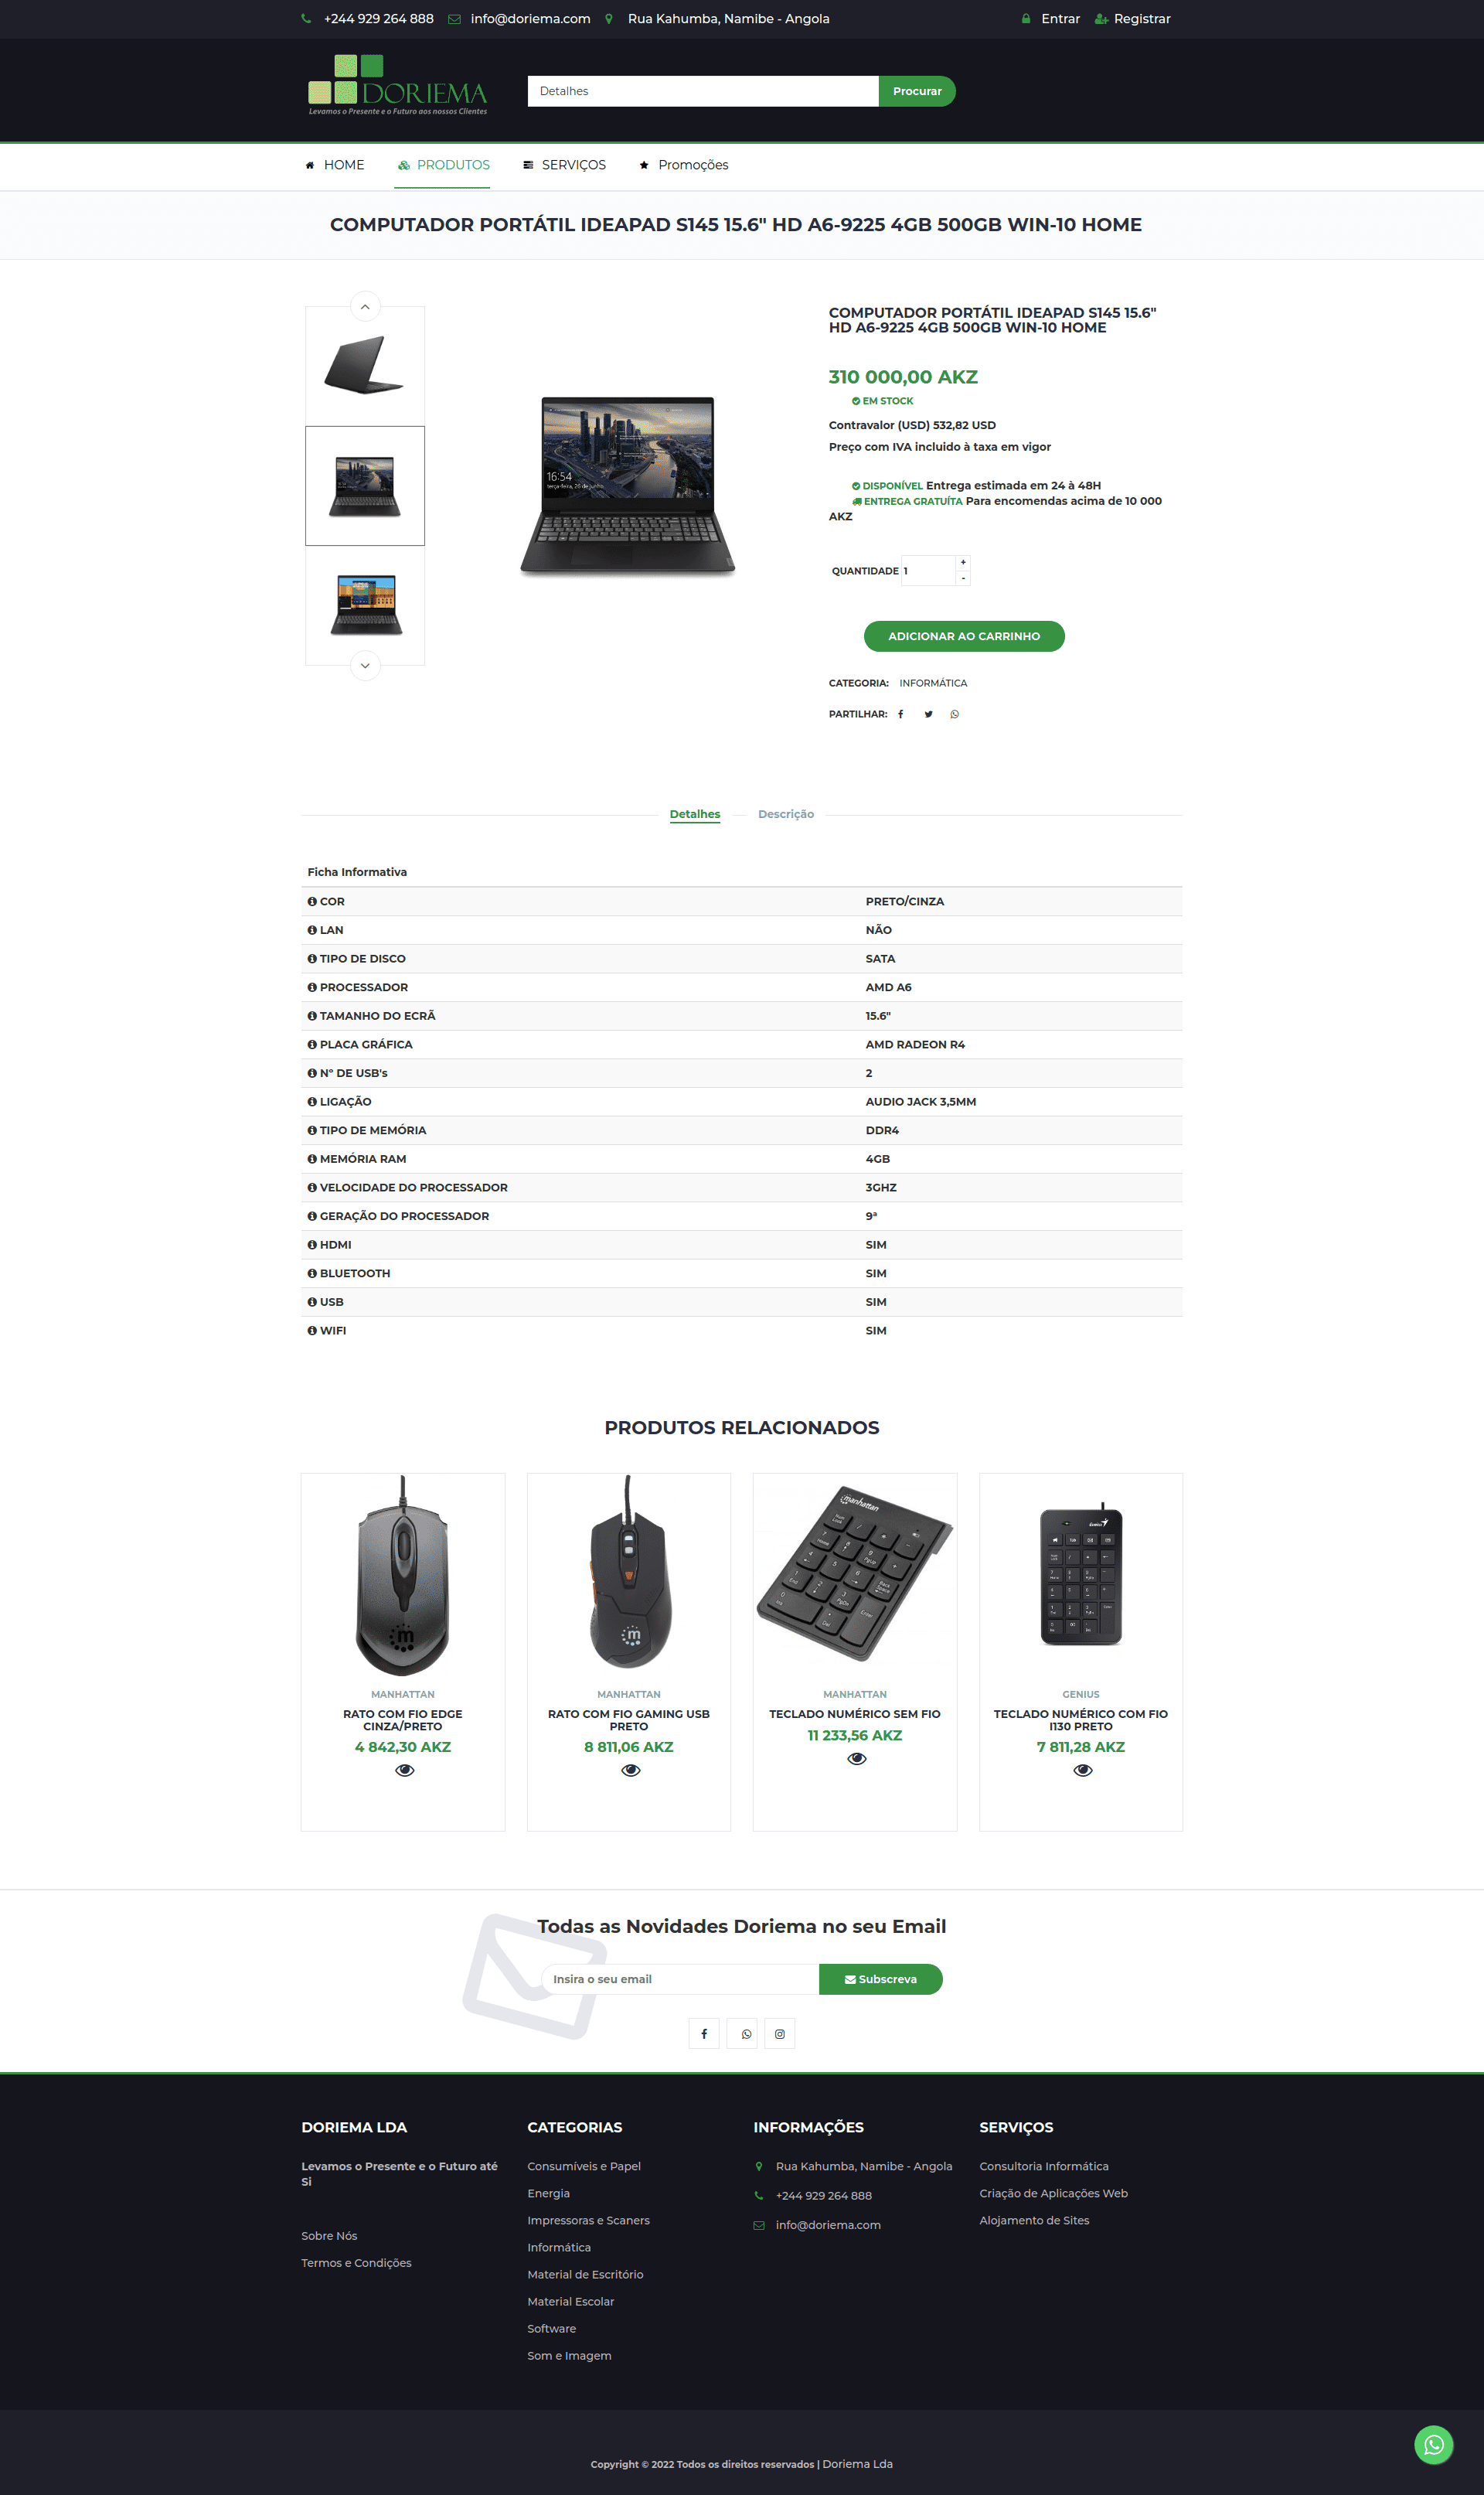 +244 929 264 888 info@doriema.com Rua Kahumba, Namibe - Angola Entrar Registrar
DORIEMA
Levamos o Presente e o Futuro aos nossos Clientes
Detalhes Procurar
HOME PRODUTOS SERVIÇOS Promoções
COMPUTADOR PORTÁTIL IDEAPAD S145 15.6" HD A6-9225 4GB 500GB WIN-10 HOME
COMPUTADOR PORTÁTIL IDEAPAD S145 15.6"
HD A6-9225 4GB 500GB WIN-10 HOME
310 000,00 AKZ
EM STOCK
Contravalor (USD) 532,82 USD
Preço com IVA incluido à taxa em vigor
16:54
DISPONÍVEL Entrega estimada em 24 à 48H
ENTREGA GRATUÍTA Para encomendas acima de 10 000
AKZ
QUANTIDADE 1 + -
ADICIONAR AO CARRINHO
CATEGORIA: INFORMÁTICA
PARTILHAR:
Detalhes Descrição
Ficha Informativa
COR PRETO/CINZA
LAN NÃO
TIPO DE DISCO SATA
PROCESSADOR AMD A6
TAMANHO DO ECRÃ 15.6"
PLACA GRÁFICA AMD RADEON R4
Nº DE USB's 2
LIGAÇÃO AUDIO JACK 3,5MM
TIPO DE MEMÓRIA DDR4
MEMÓRIA RAM 4GB
VELOCIDADE DO PROCESSADOR 3GHZ
GERAÇÃO DO PROCESSADOR 9ª
HDMI SIM
BLUETOOTH SIM
USB SIM
WIFI SIM
PRODUTOS RELACIONADOS
MANHATTAN
RATO COM FIO EDGE
CINZA/PRETO
4 842,30 AKZ
MANHATTAN
RATO COM FIO GAMING USB
PRETO
8 811,06 AKZ
manhattan
MANHATTAN
TECLADO NUMÉRICO SEM FIO
11 233,56 AKZ
GENIUS
TECLADO NUMÉRICO COM FIO
I130 PRETO
7 811,28 AKZ
Todas as Novidades Doriema no seu Email
Insira o seu email Subscreva
DORIEMA LDA
Levamos o Presente e o Futuro até
Si
Sobre Nós
Termos e Condições
CATEGORIAS
Consumíveis e Papel
Energia
Impressoras e Scaners
Informática
Material de Escritório
Material Escolar
Software
Som e Imagem
INFORMAÇÕES
Rua Kahumba, Namibe - Angola
+244 929 264 888
info@doriema.com
SERVIÇOS
Consultoria Informática
Criação de Aplicações Web
Alojamento de Sites
Copyright © 2022 Todos os direitos reservados | Doriema Lda